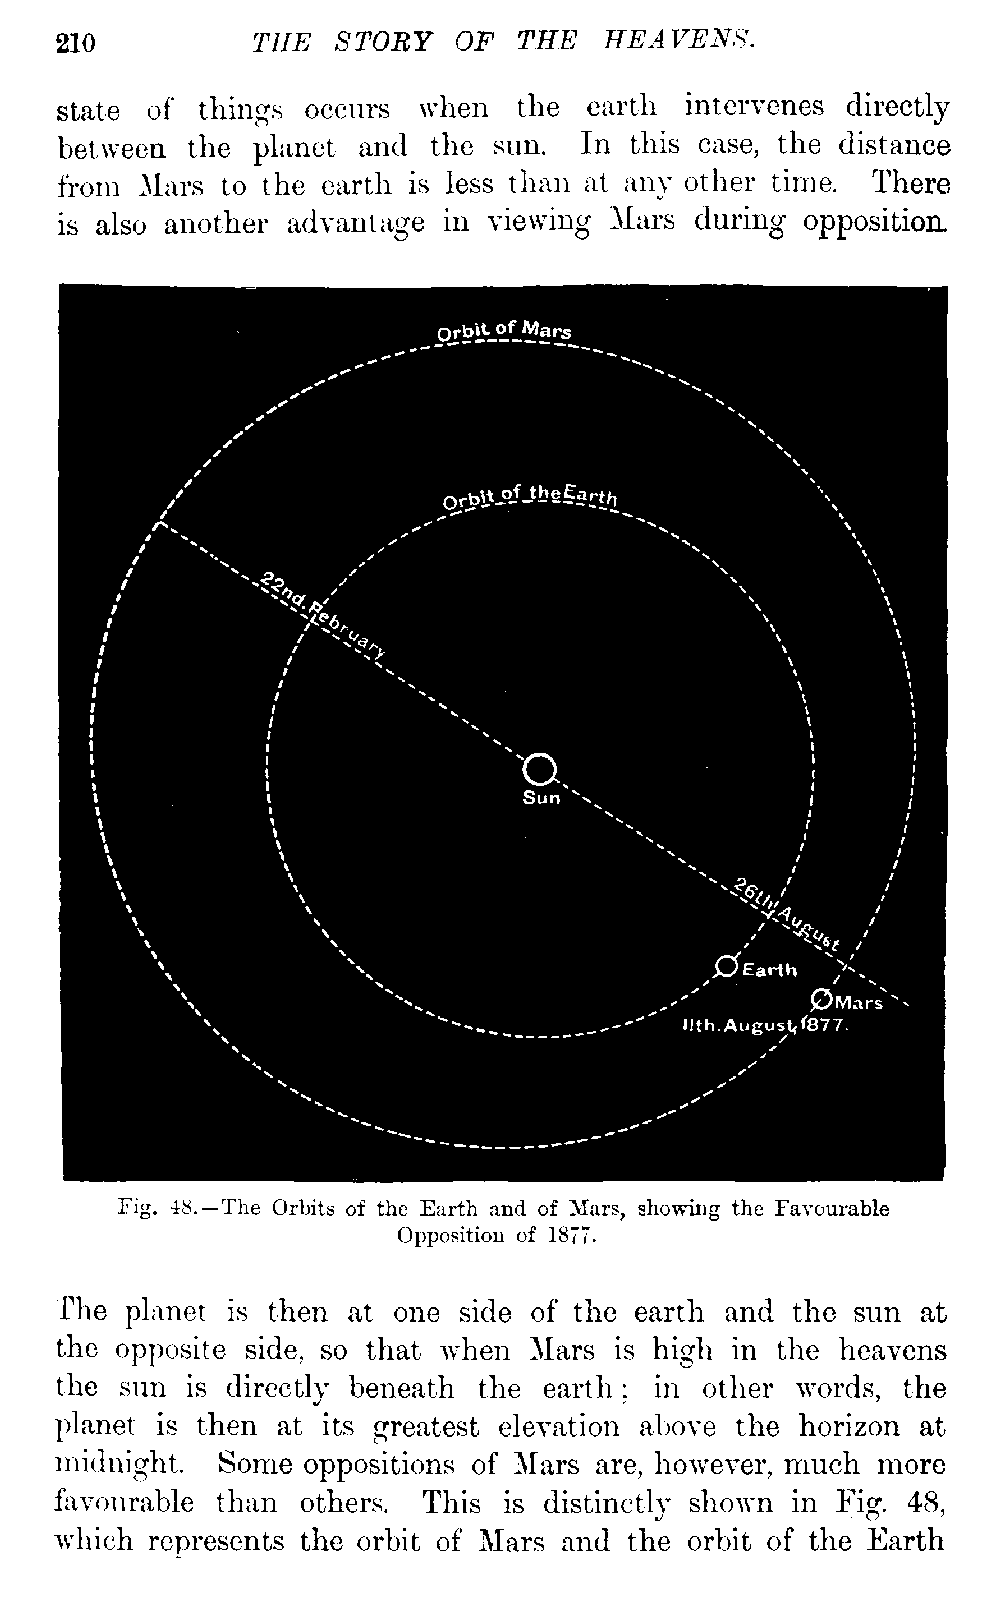 210 THE STORY OF THE HEAVENS.
state of things occurs when the earth intervenes directly
between the planet and the sun. In this case, the distance
from Mars to the earth is less than at any other time. There
is also another advantage in viewing Mars during opposition.
Orbit of Mars
Orbit of the Earth
22nd. February
Sun
26th August
Earth
Mars
11th. August, 1877.
Fig. 48.—The Orbits of the Earth and of Mars, showing the Favourable
Opposition of 1877.
The planet is then at one side of the earth and the sun at
the opposite side, so that when Mars is high in the heavens
the sun is directly beneath the earth; in other words, the
planet is then at its greatest elevation above the horizon at
midnight. Some oppositions of Mars are, however, much more
favourable than others. This is distinctly shown in Fig. 48,
which represents the orbit of Mars and the orbit of the Earth